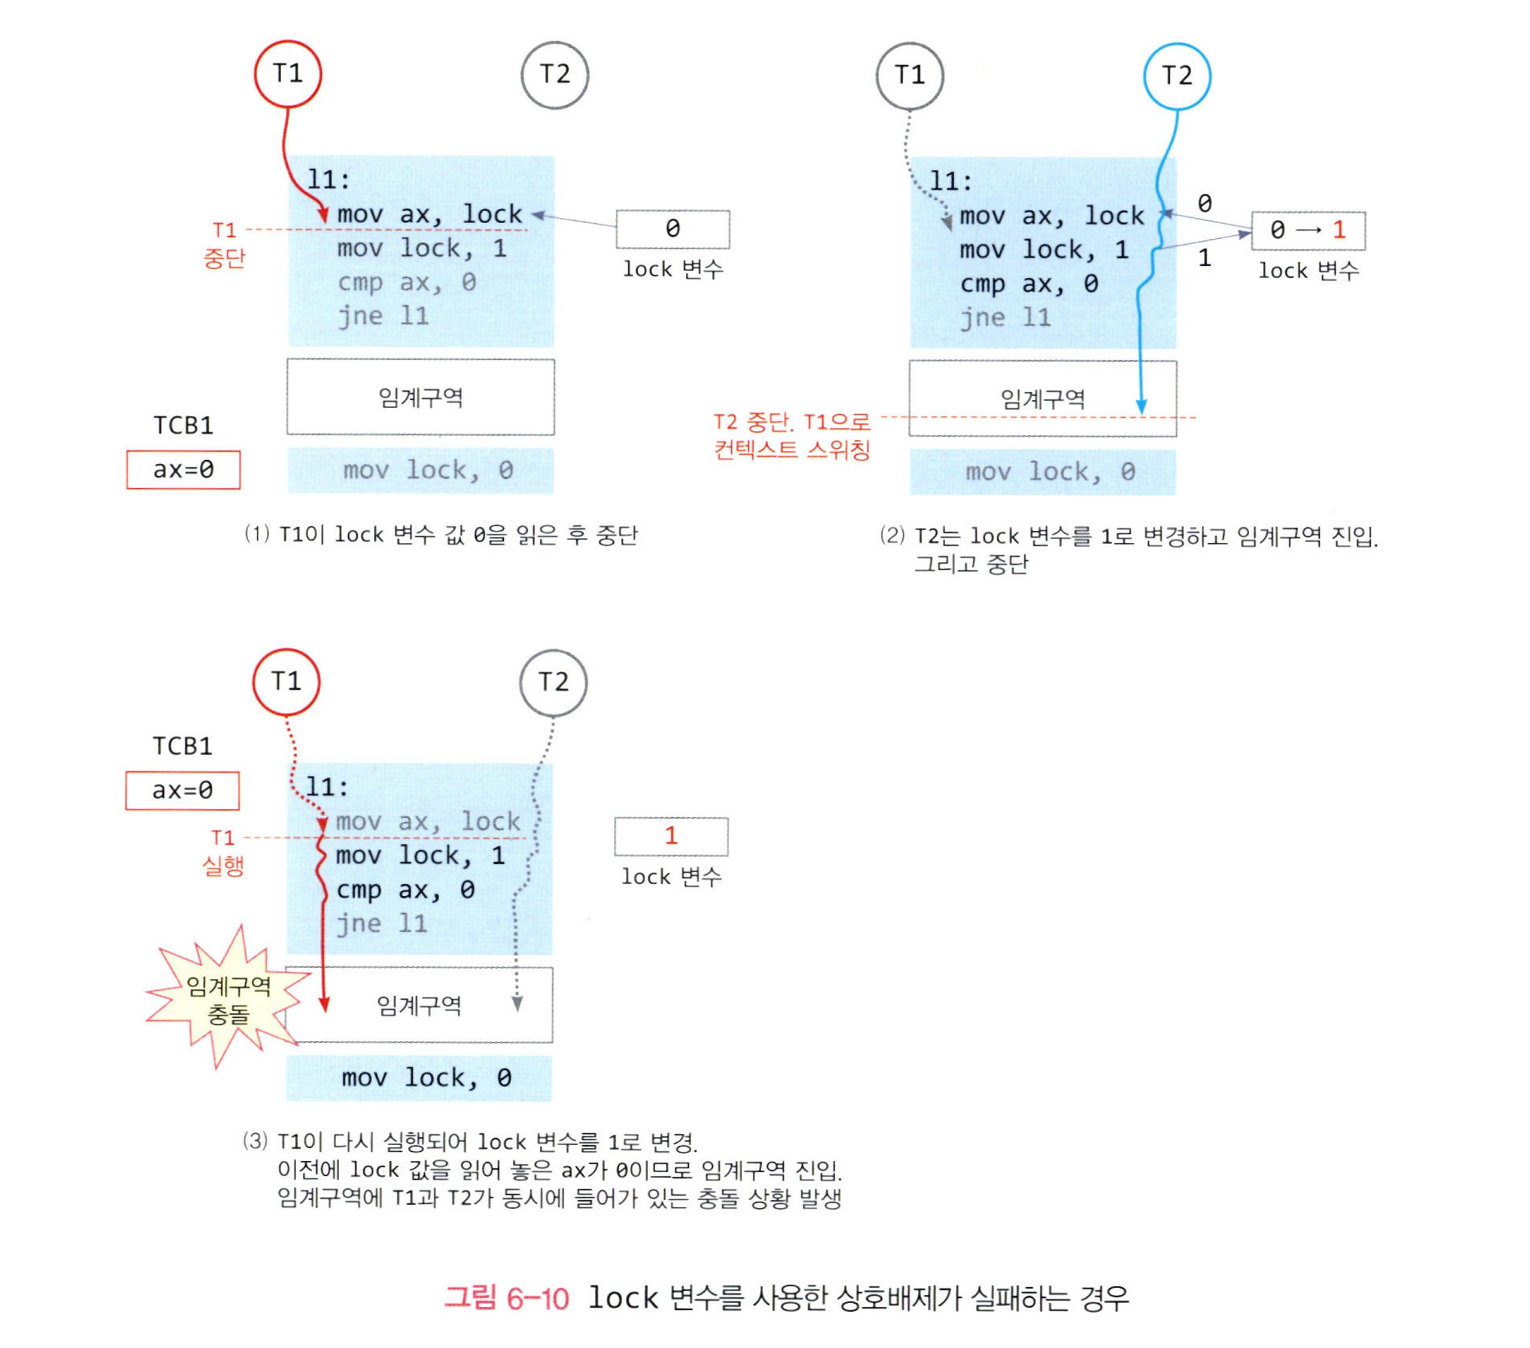 T1
T2
l1:
mov ax, lock
T1
중단
mov lock, 1
cmp ax, 0
jne l1
0
lock 변수
임계구역
TCB1
ax=0
mov lock, 0
(1) T1이 lock 변수 값 0을 읽은 후 중단
T1
T2
l1:
mov ax, lock
mov lock, 1
cmp ax, 0
jne l1
0
0 → 1
1
lock 변수
임계구역
T2 중단. T1으로
컨텍스트 스위칭
mov lock, 0
(2) T2는 lock 변수를 1로 변경하고 임계구역 진입.
그리고 중단
T1
T2
TCB1
ax=0
l1:
mov ax, lock
T1
실행
mov lock, 1
cmp ax, 0
jne l1
1
lock 변수
임계구역
충돌
임계구역
mov lock, 0
(3) T1이 다시 실행되어 lock 변수를 1로 변경.
이전에 lock 값을 읽어 놓은 ax가 0이므로 임계구역 진입.
임계구역에 T1과 T2가 동시에 들어가 있는 충돌 상황 발생
그림 6-10 lock 변수를 사용한 상호배제가 실패하는 경우